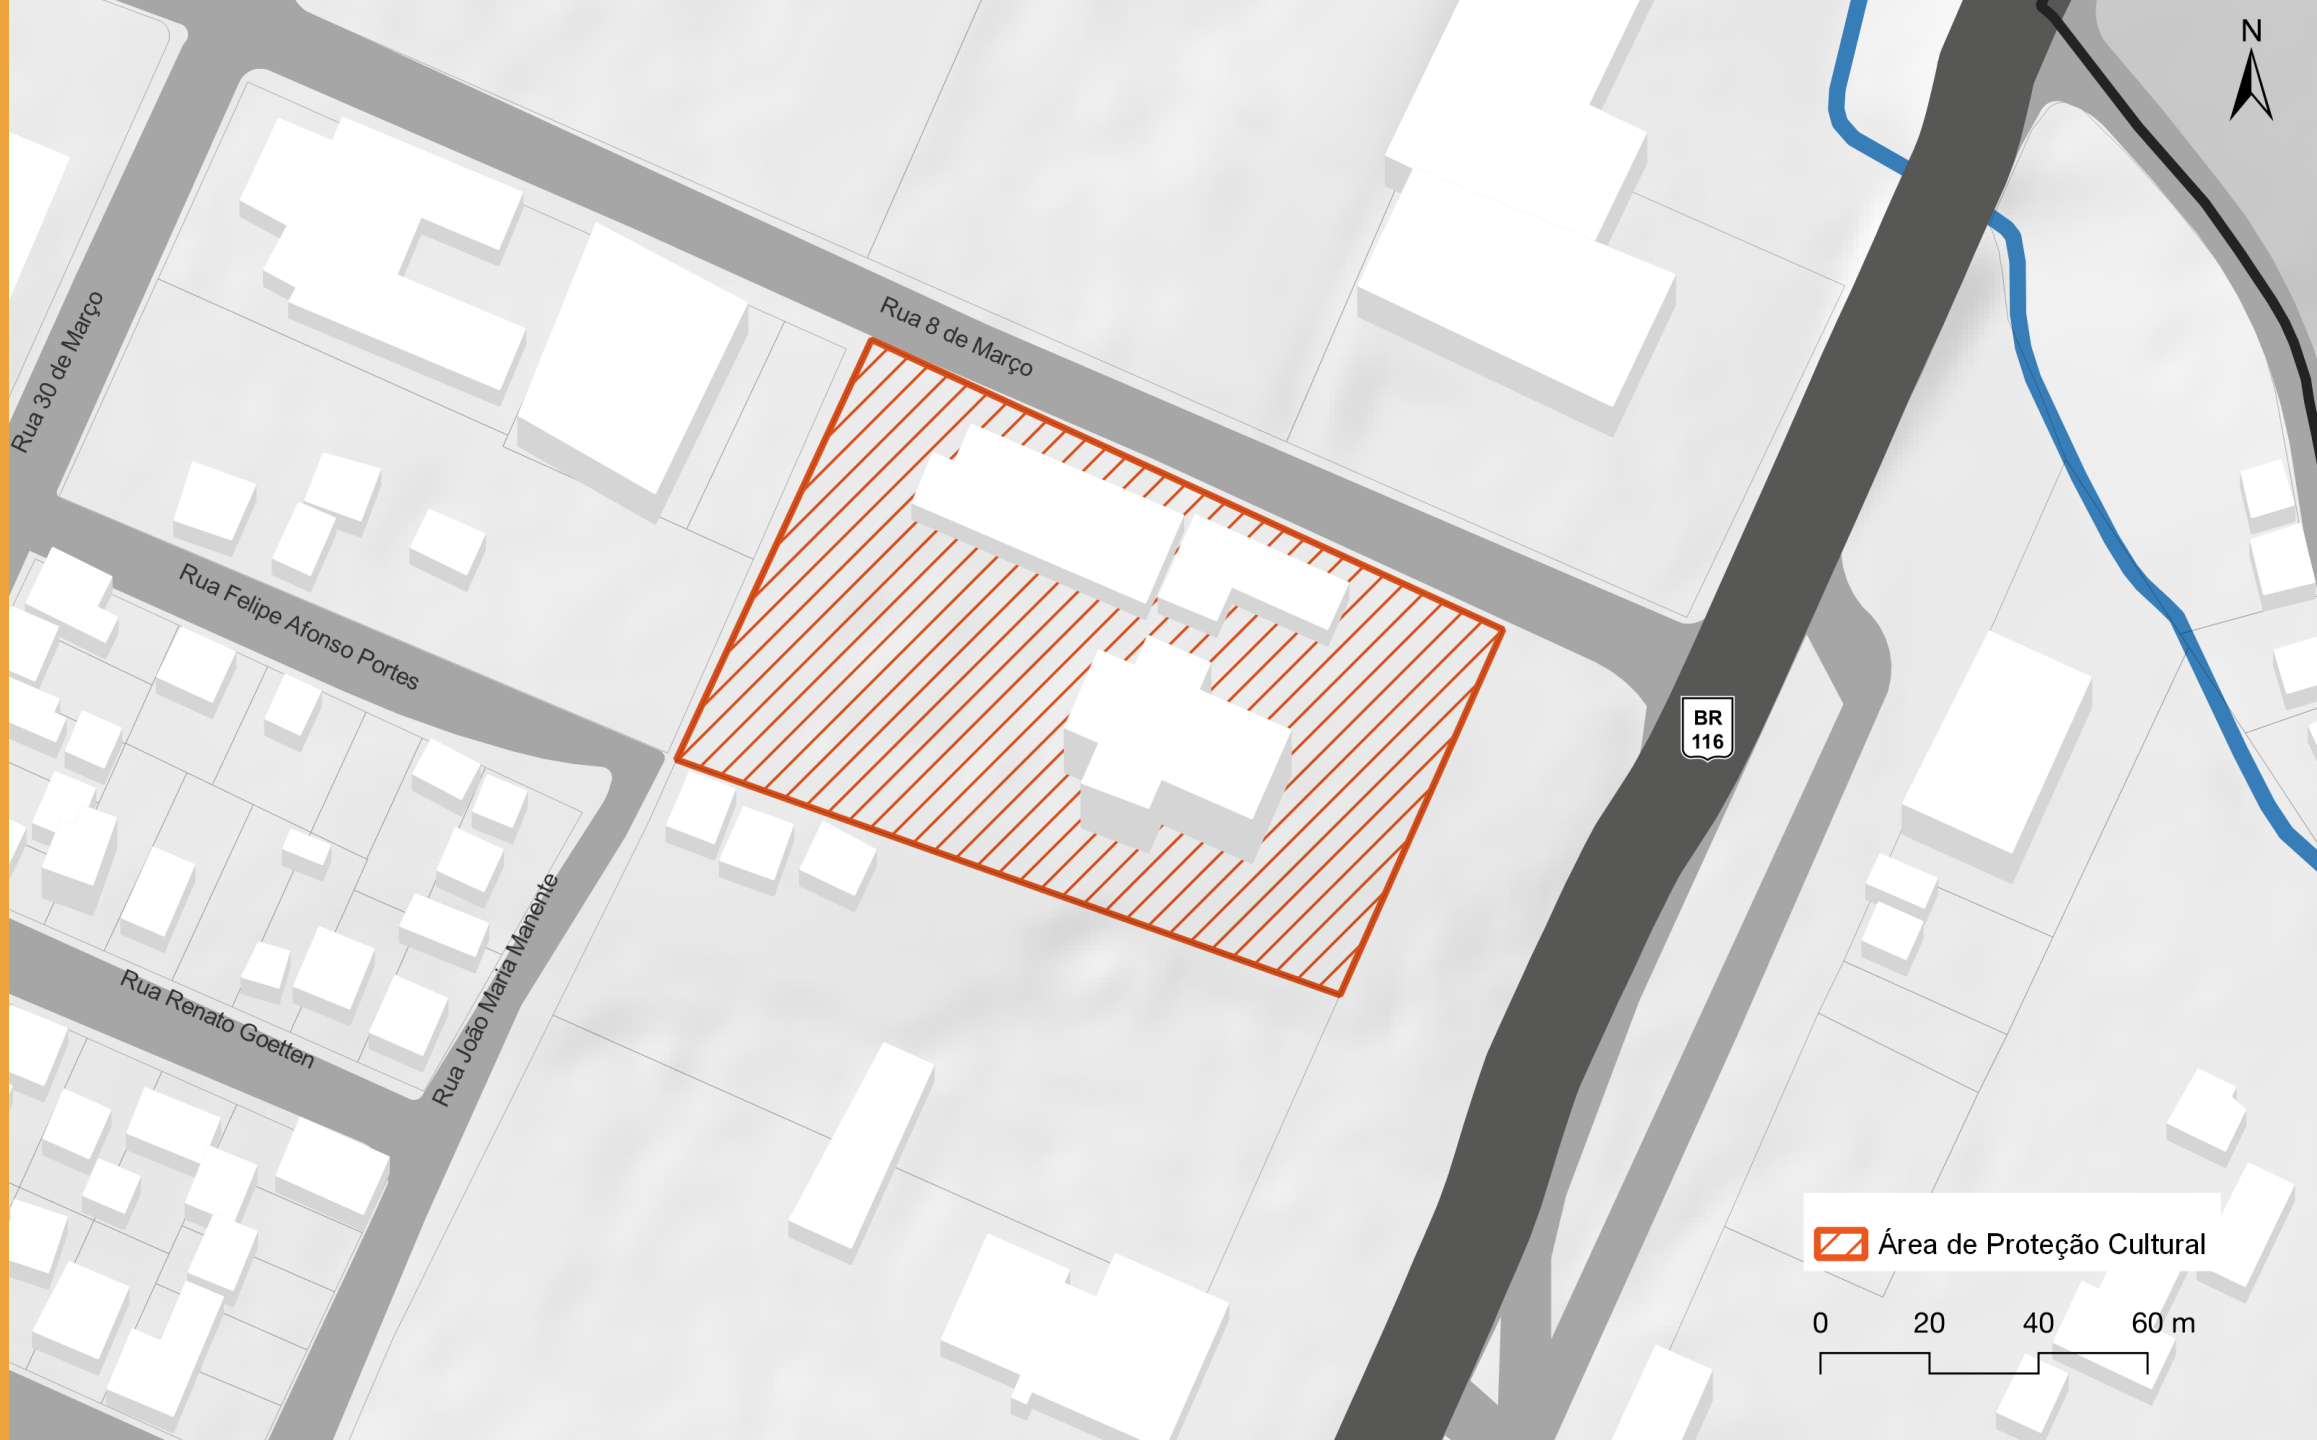 N
Rua 8 de Março
Rua 30 de Março
Rua Felipe Afonso Portes
BR
116
Rua João Maria Manente
Rua Renato Goetten
Área de Proteção Cultural
0 20 40 60 m